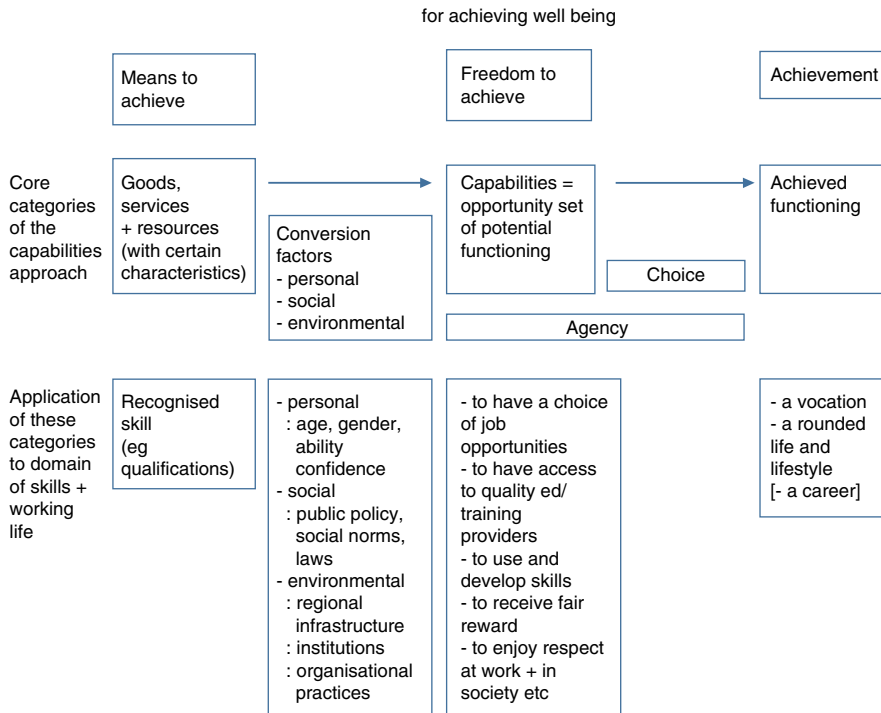 for achieving well being
Means to
achieve
Freedom to
achieve
Achievement
Core
categories
of the
capabilities
approach
Goods,
services
+ resources
(with certain
characteristics)
Conversion
factors
- personal
- social
- environmental
Capabilities =
opportunity set
of potential
functioning
Choice
Agency
Achieved
functioning
Application
of these
categories
to domain
of skills +
working
life
Recognised
skill
(eg
qualifications)
- personal
: age, gender,
ability
confidence
- social
: public policy,
social norms,
laws
- environmental
: regional
infrastructure
: institutions
: organisational
practices
- to have a choice
of job
opportunities
- to have access
to quality ed/
training
providers
- to use and
develop skills
- to receive fair
reward
- to enjoy respect
at work + in
society etc
- a vocation
- a rounded
life and
lifestyle
[- a career]